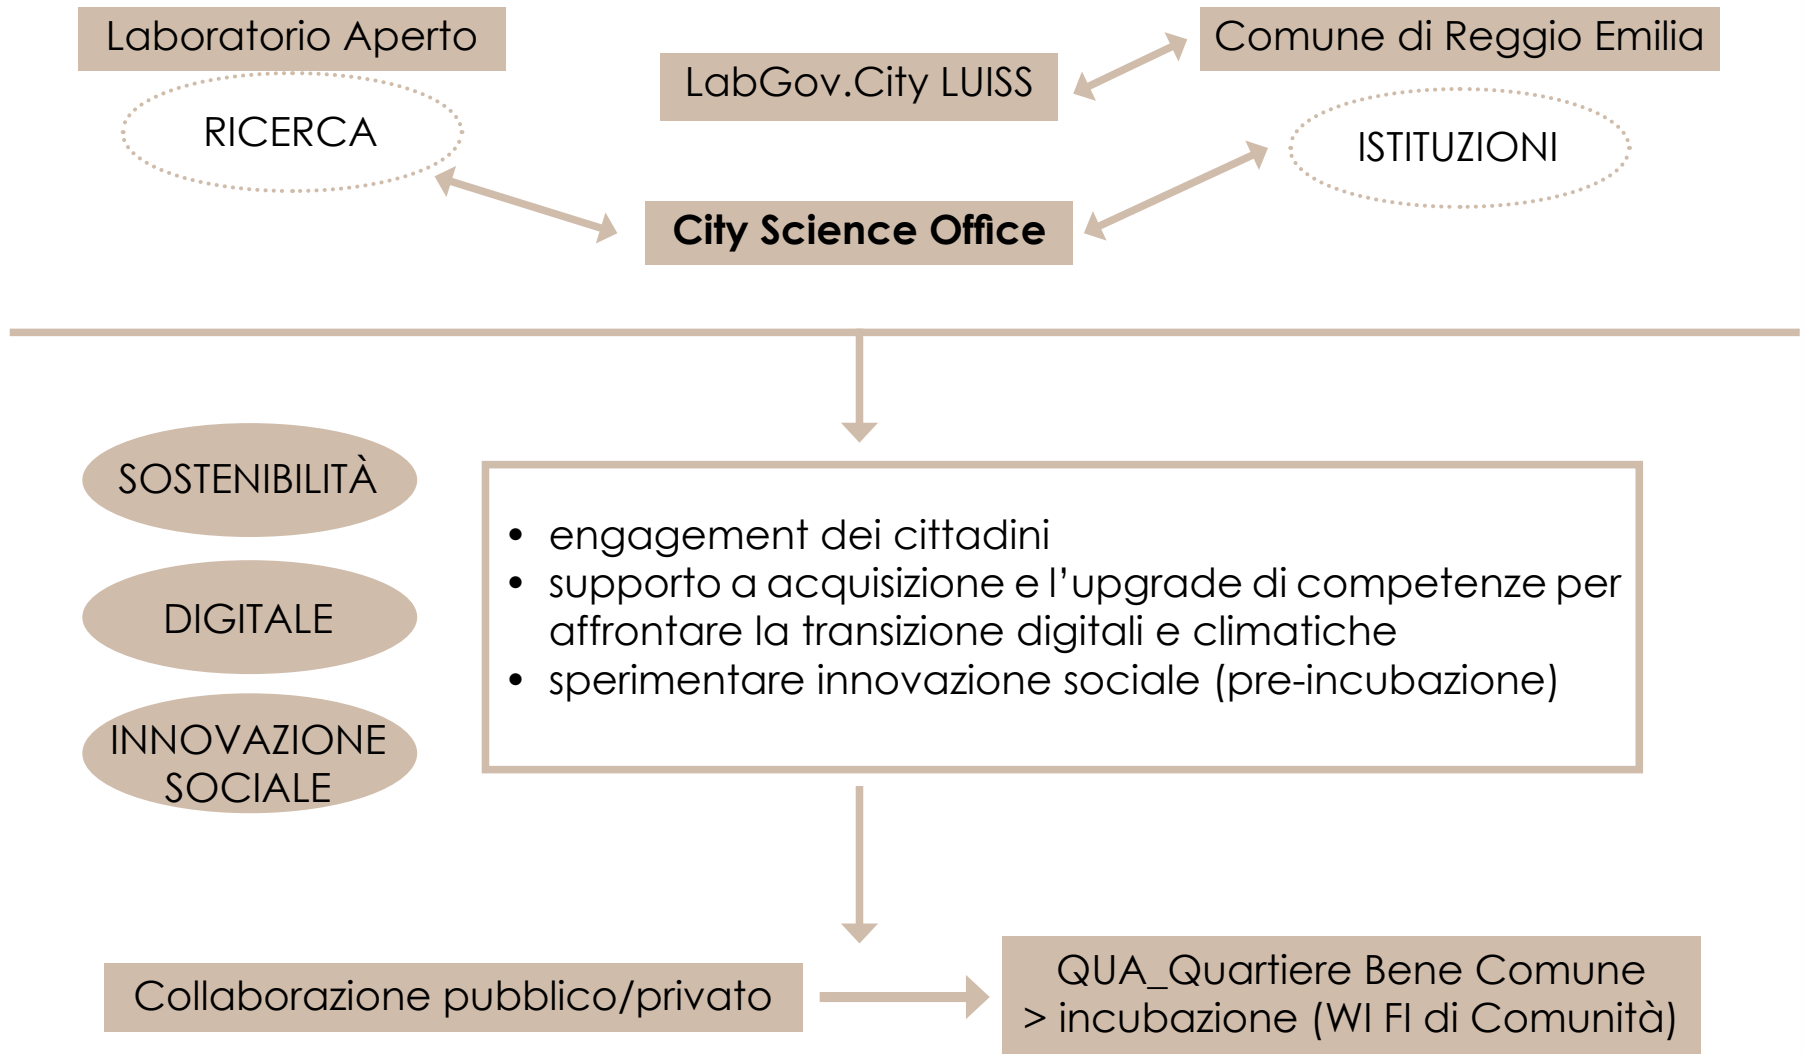 Laboratorio Aperto
RICERCA
LabGov.City LUISS
Comune di Reggio Emilia
ISTITUZIONI
City Science Office
SOSTENIBILITÀ
DIGITALE
INNOVAZIONE
SOCIALE
• engagement dei cittadini
• supporto a acquisizione e l’upgrade di competenze per
affrontare la transizione digitali e climatiche
• sperimentare innovazione sociale (pre-incubazione)
Collaborazione pubblico/privato
QUA_Quartiere Bene Comune
> incubazione (WI FI di Comunità)